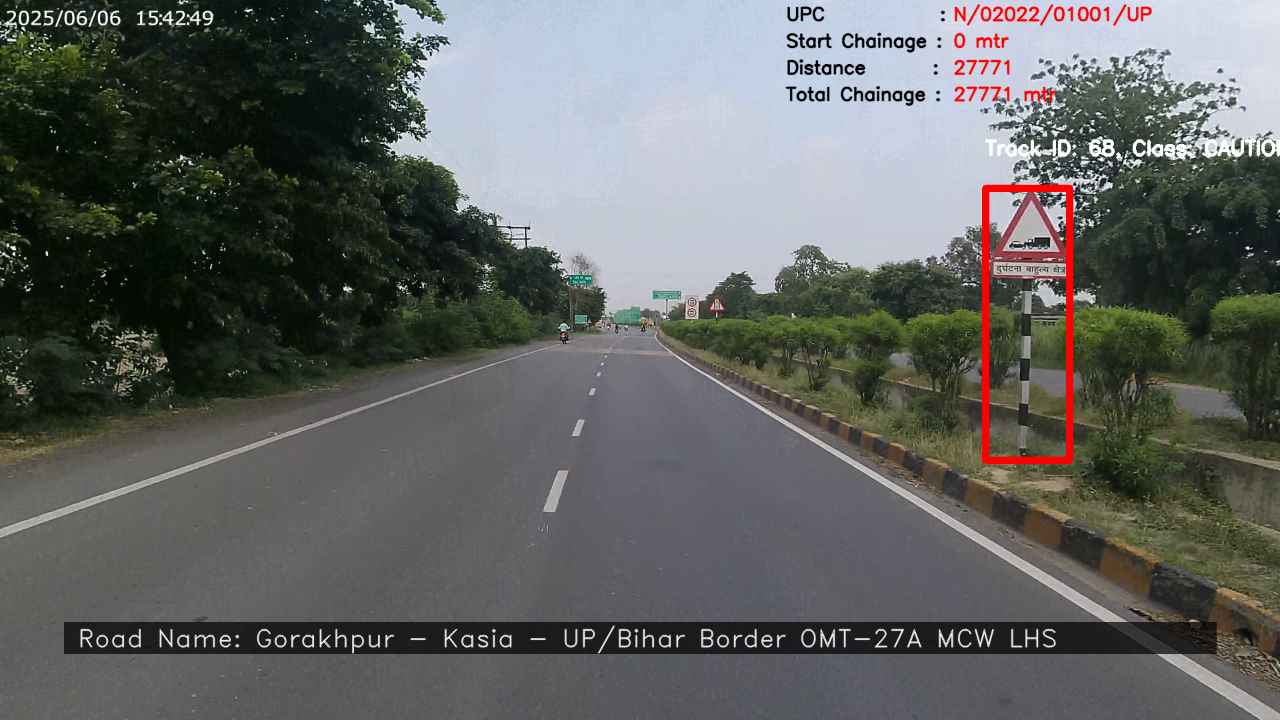 2025/06/06 15:42:49
UPC : N/02022/01001/UP
Start Chainage : 0 mtr
Distance : 27771
Total Chainage : 27771 mtr
Track ID: 68, Class: CAUTIO
दुर्घटना बाहुल्य क्षेत्र
Road Name: Gorakhpur - Kasia - UP/Bihar Border OMT-27A MCW LHS